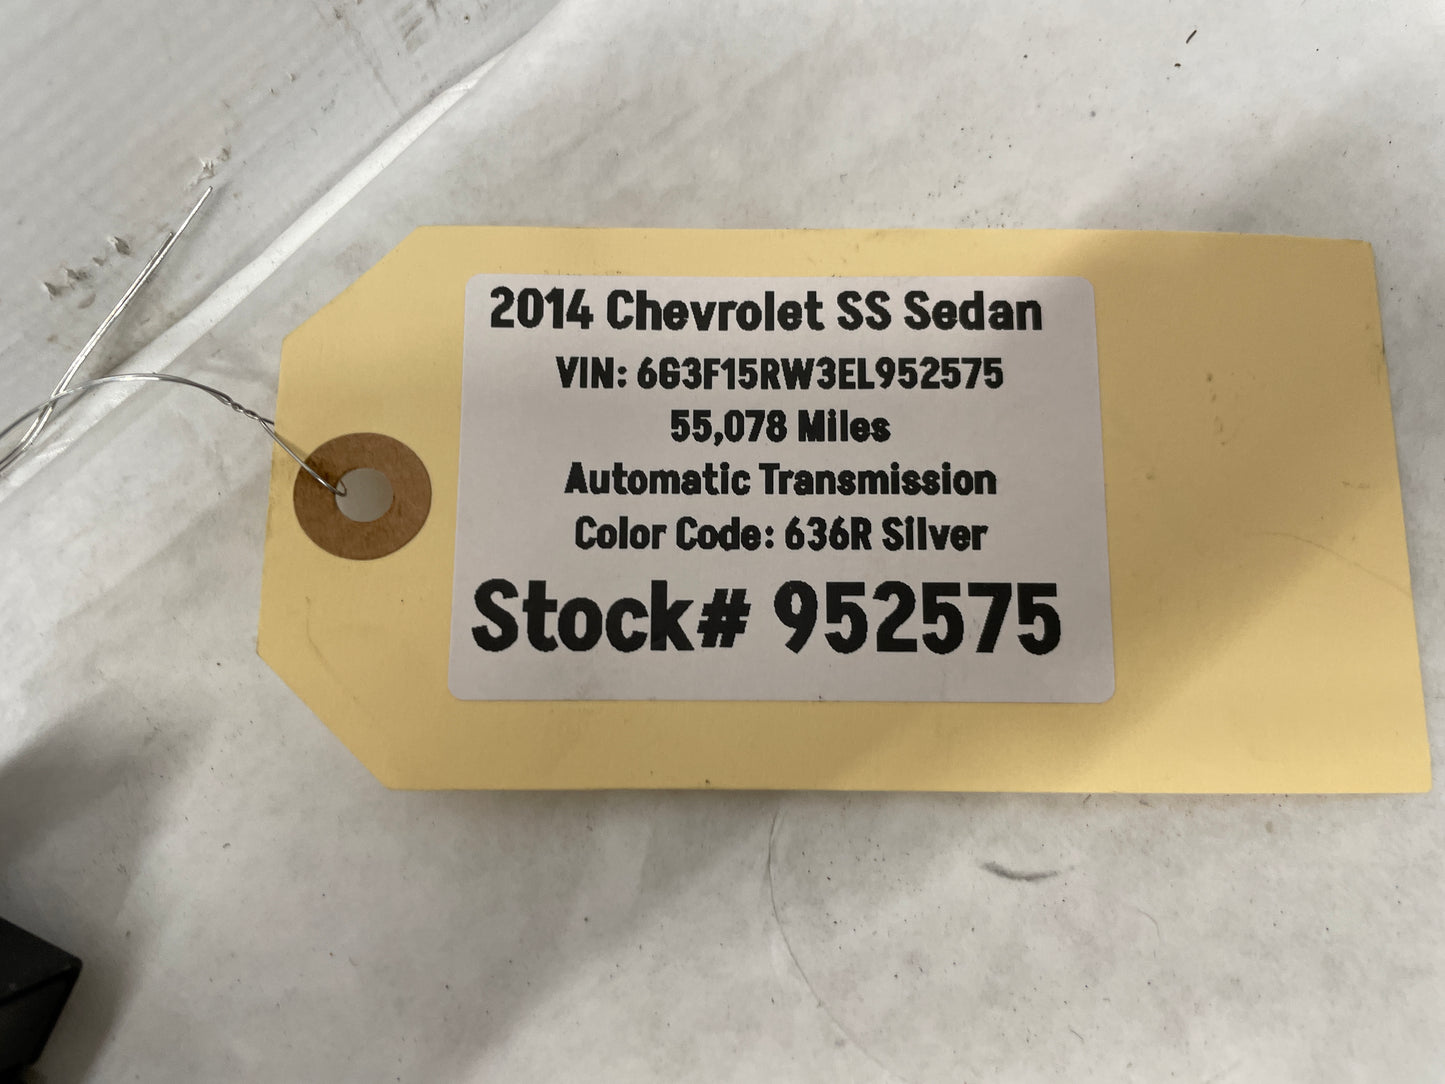 2014 Chevrolet SS Sedan
VIN: 6G3F15RW3EL952575
55,078 Miles
Automatic Transmission
Color Code: 636R Silver
Stock# 952575